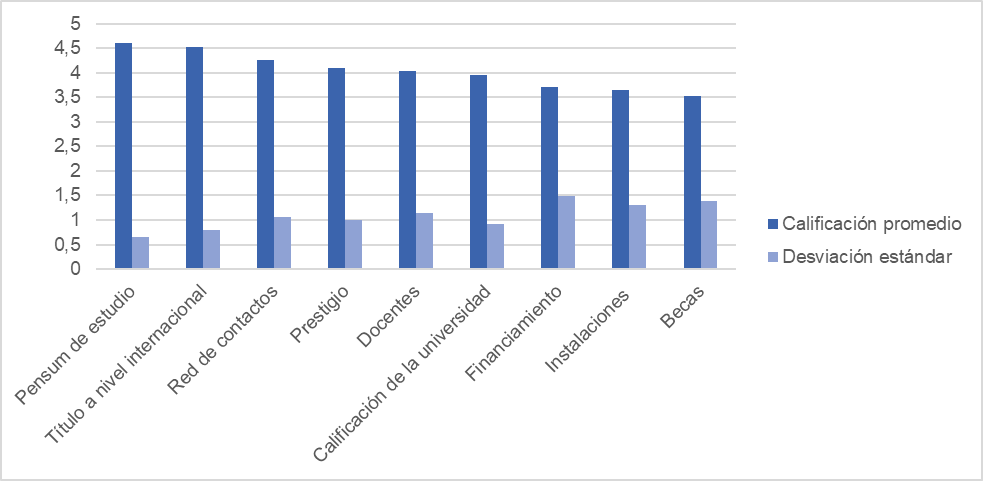 5
4,5
4
3,5
3
2,5
2
1,5
1
0,5
0
Pensum de estudio
Título a nivel internacional
Red de contactos
Prestigio
Docentes
Calificación de la universidad
Financiamiento
Instalaciones
Becas
Calificación promedio
Desviación estándar